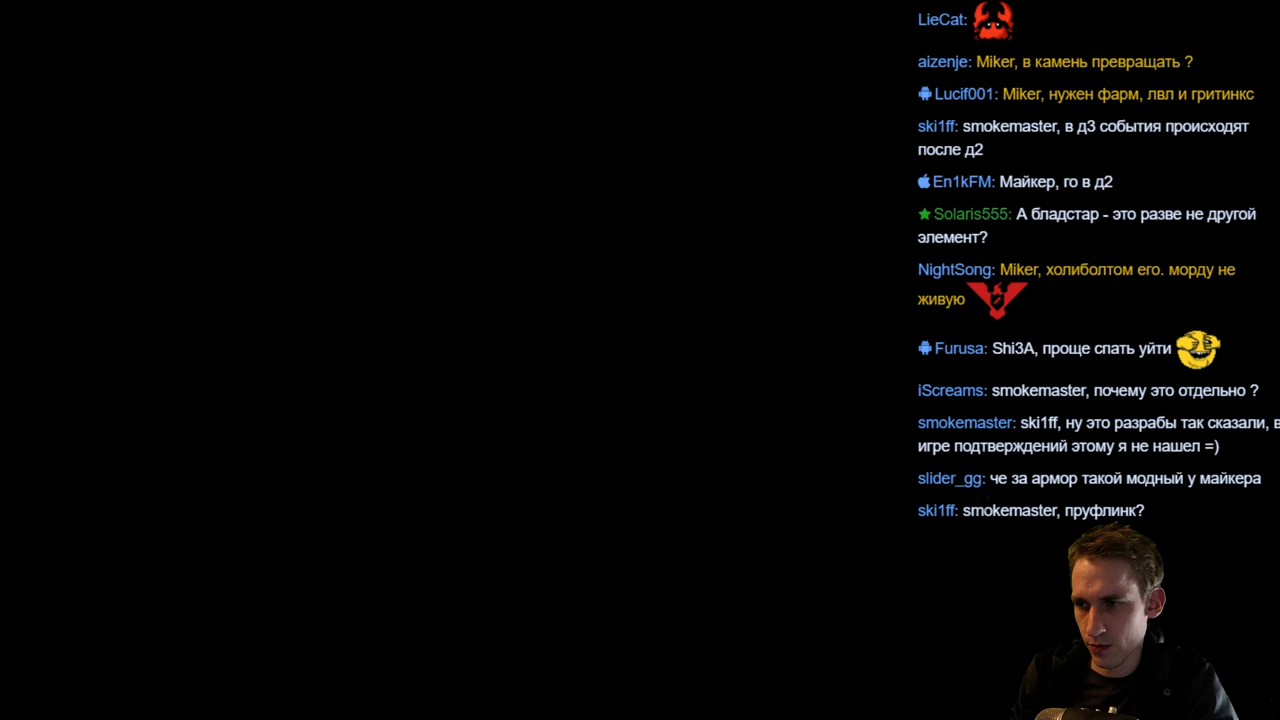 LieCat:
aizenje: Miker, в камень превращать ?
Lucif001: Miker, нужен фарм, лвл и гритинкс
ski1ff: smokemaster, в д3 события происходят
после д2
En1kFM: Майкер, го в д2
Solaris555: А бладстар - это разве не другой
элемент?
NightSong: Miker, холиболтом его. морду не
живую
Furusa: Shi3A, проще спать уйти
iScreams: smokemaster, почему это отдельно ?
smokemaster: ski1ff, ну это разрабы так сказали, в
игре подтверждений этому я не нашел =)
slider_gg: че за армор такой модный у майкера
ski1ff: smokemaster, пруфлинк?